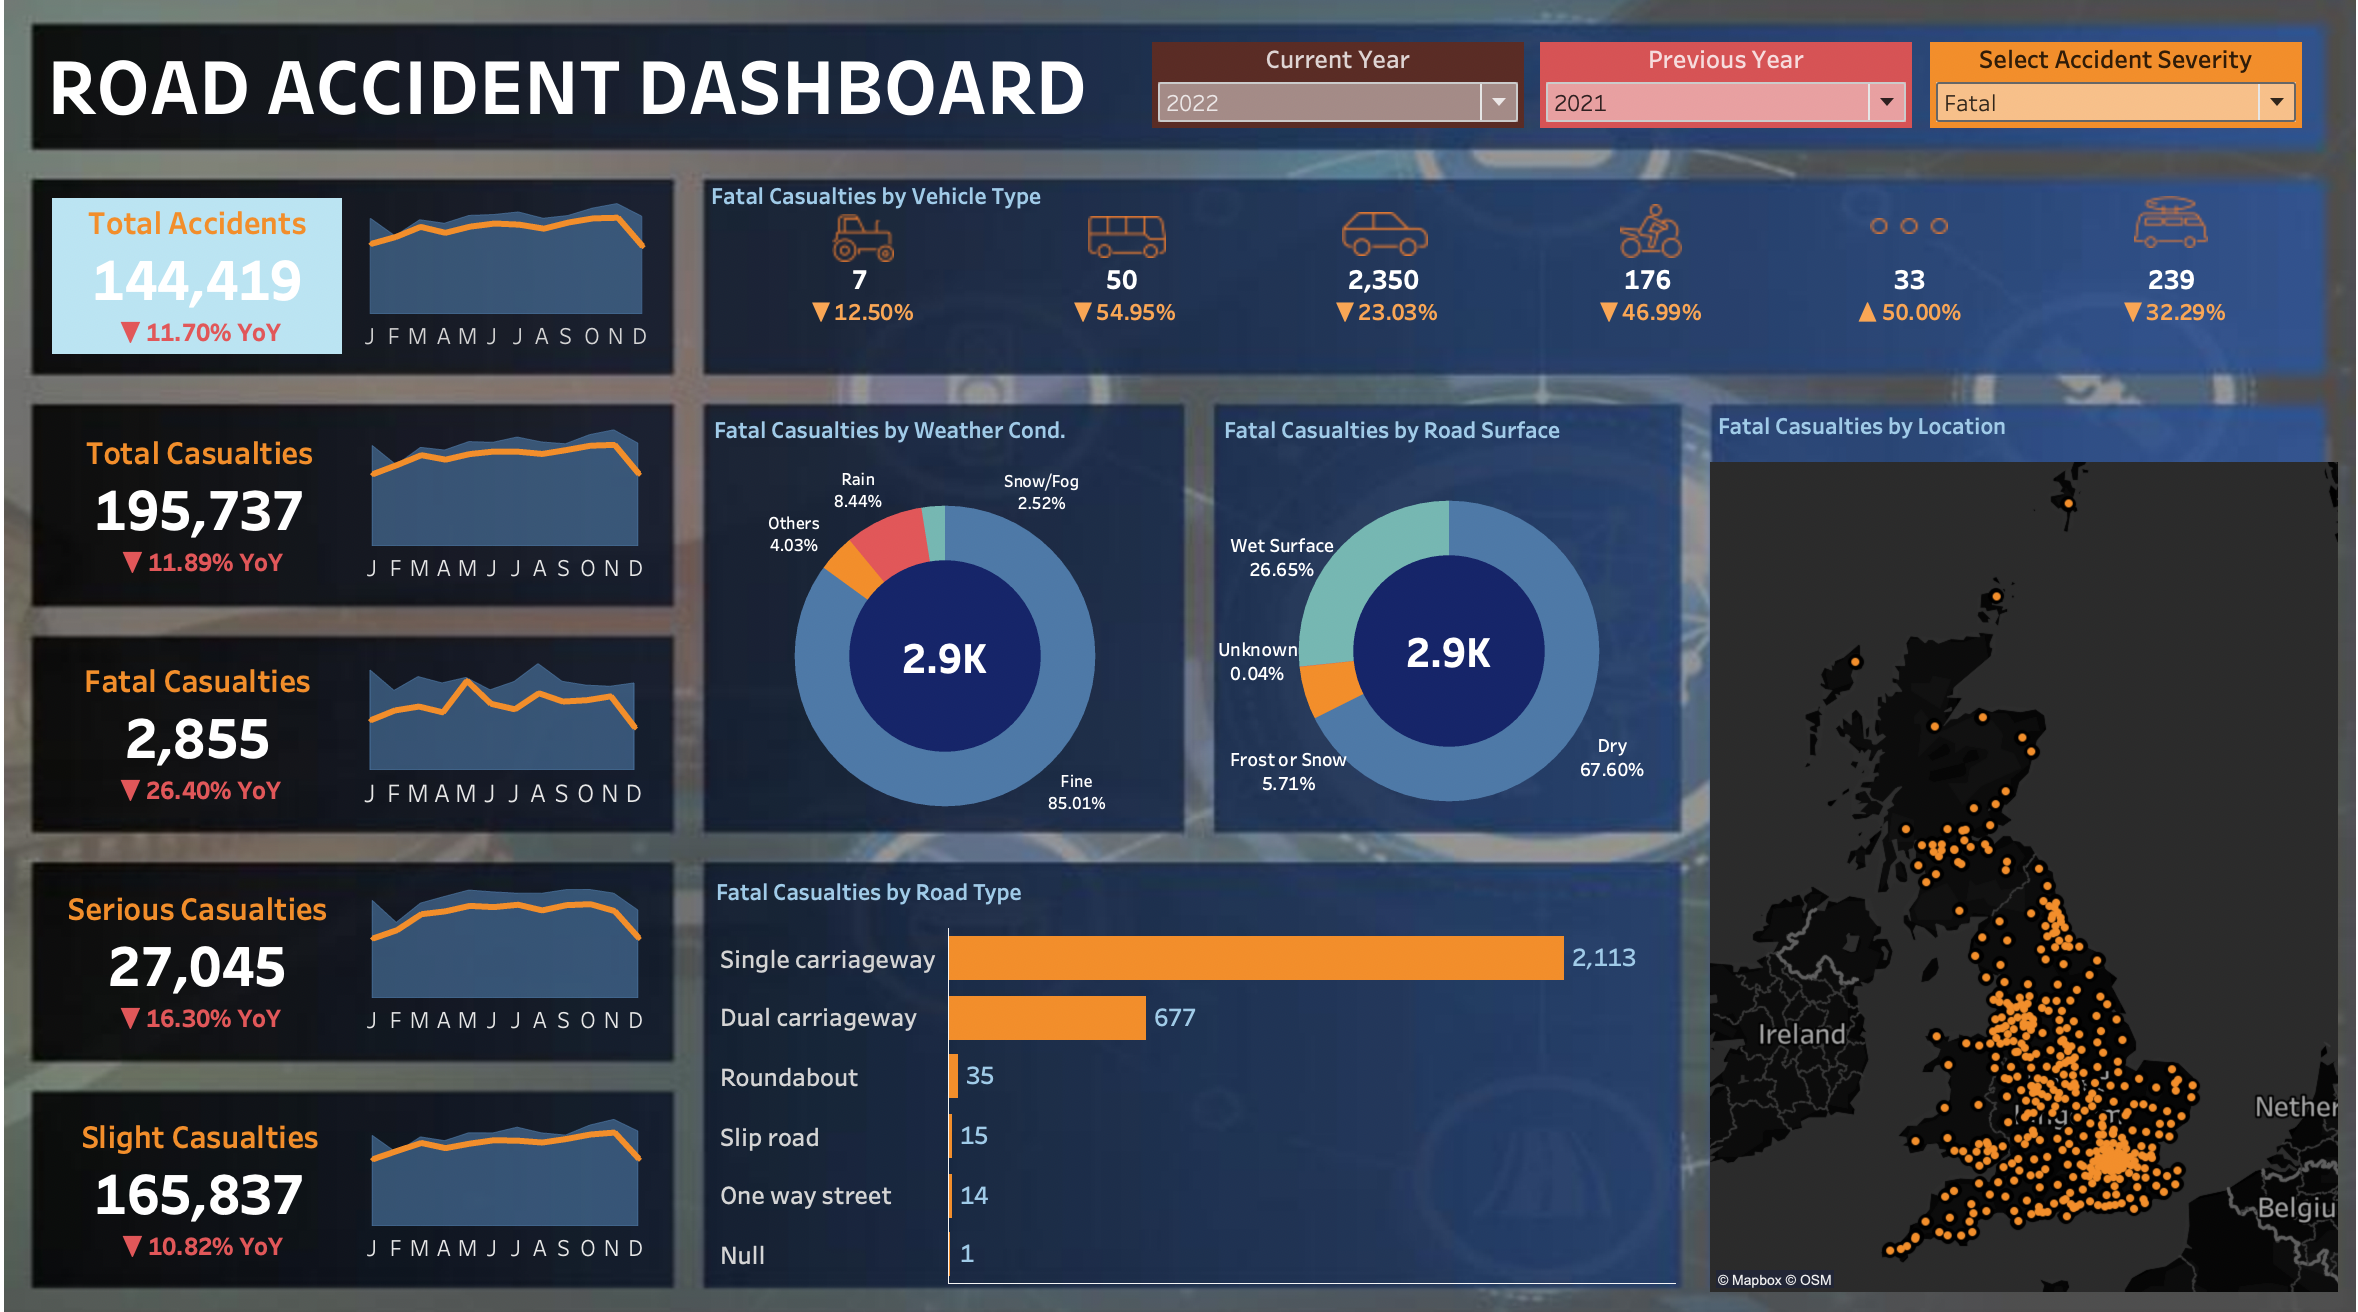 ROAD ACCIDENT DASHBOARD
Current Year
2022
Previous Year
2021
Select Accident Severity
Fatal
Total Accidents
144,419
▼ 11.70% YoY
J F M A M J J A S O N D
Total Casualties
195,737
▼ 11.89% YoY
J F M A M J J A S O N D
Fatal Casualties
2,855
▼ 26.40% YoY
J F M A M J J A S O N D
Serious Casualties
27,045
▼ 16.30% YoY
J F M A M J J A S O N D
Slight Casualties
165,837
▼ 10.82% YoY
J F M A M J J A S O N D
Fatal Casualties by Vehicle Type
7 50 2,350 176 33 239
▼ 12.50% ▼ 54.95% ▼ 23.03% ▼ 46.99% ▲ 50.00% ▼ 32.29%
Fatal Casualties by Weather Cond.
Rain
8.44%
Snow/Fog
2.52%
Others
4.03%
2.9K
Fine
85.01%
Fatal Casualties by Road Surface
Wet Surface
26.65%
Unknown
0.04%
2.9K
Frost or Snow
5.71%
Dry
67.60%
Fatal Casualties by Road Type
Single carriageway 2,113
Dual carriageway 677
Roundabout 35
Slip road 15
One way street 14
Null 1
Fatal Casualties by Location
Ireland
Nether
Belgiu
© Mapbox © OSM